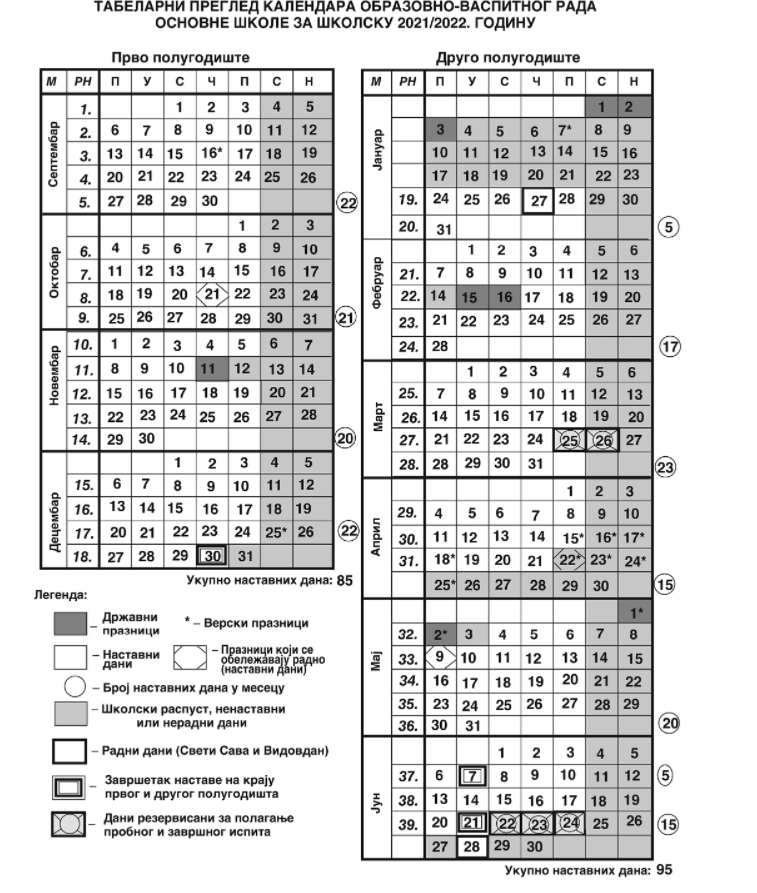 ТАБЕЛАРНИ ПРЕГЛЕД КАЛЕНДАРА ОБРАЗОВНО-ВАСПИТНОГ РАДА
ОСНОВНЕ ШКОЛЕ ЗА ШКОЛСКУ 2021/2022. ГОДИНУ
Прво полугодиште
М РН П У С Ч П С Н
Септембар
1. 1 2 3 4 5
2. 6 7 8 9 10 11 12
3. 13 14 15 16* 17 18 19
4. 20 21 22 23 24 25 26
5. 27 28 29 30
22
Октобар
1 2 3
6. 4 5 6 7 8 9 10
7. 11 12 13 14 15 16 17
8. 18 19 20 21 22 23 24
9. 25 26 27 28 29 30 31
21
Новембар
10. 1 2 3 4 5 6 7
11. 8 9 10 11 12 13 14
12. 15 16 17 18 19 20 21
13. 22 23 24 25 26 27 28
14. 29 30
20
Децембар
1 2 3 4 5
15. 6 7 8 9 10 11 12
16. 13 14 15 16 17 18 19
17. 20 21 22 23 24 25* 26
22
18. 27 28 29 30 31
Укупно наставних дана: 85
Легенда:
– Државни
празници
* – Верски празници
– Наставни
дани
– Празници који се
обележавају радно
(наставни дани)
– Број наставних дана у месецу
– Школски распуст, ненаставни
или нерадни дани
– Радни дани (Свети Сава и Видовдан)
– Завршетак наставе на крају
првог и другог полугодишта
– Дани резервисани за полагање
пробног и завршног испита
Друго полугодиште
М РН П У С Ч П С Н
Јануар
1 2
3 4 5 6 7* 8 9
10 11 12 13 14 15 16
17 18 19 20 21 22 23
19. 24 25 26 27 28 29 30
20. 31
5
Фебруар
1 2 3 4 5 6
21. 7 8 9 10 11 12 13
22. 14 15 16 17 18 19 20
23. 21 22 23 24 25 26 27
24. 28
17
Март
1 2 3 4 5 6
25. 7 8 9 10 11 12 13
26. 14 15 16 17 18 19 20
27. 21 22 23 24 25 26 27
28. 28 29 30 31
23
Април
1 2 3
29. 4 5 6 7 8 9 10
30. 11 12 13 14 15* 16* 17*
31. 18* 19 20 21 22* 23* 24*
25* 26 27 28 29 30
15
Мај
1*
32. 2* 3 4 5 6 7 8
33. 9 10 11 12 13 14 15
34. 16 17 18 19 20 21 22
35. 23 24 25 26 27 28 29
36. 30 31
20
Јун
1 2 3 4 5
37. 6 7 8 9 10 11 12
5
38. 13 14 15 16 17 18 19
39. 20 21 22 23 24 25 26
15
27 28 29 30
Укупно наставних дана: 95